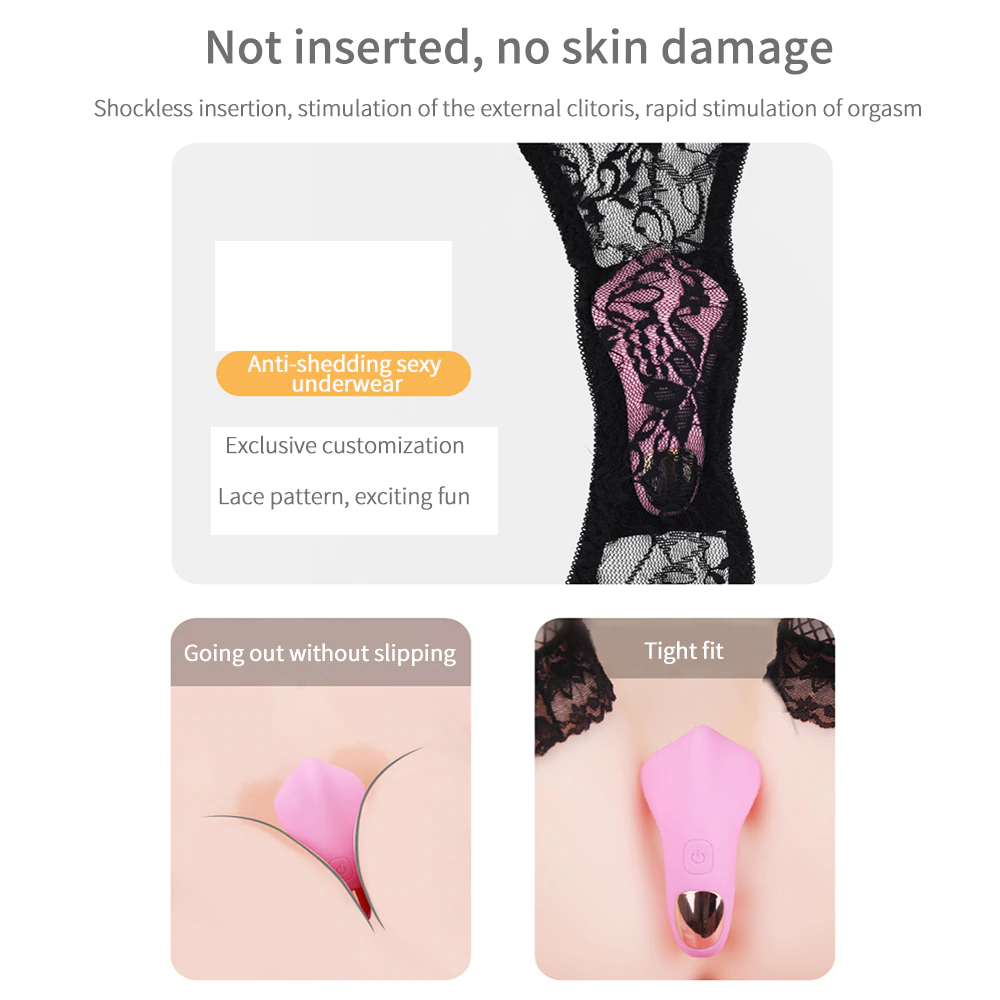 Not inserted, no skin damage
Shockless insertion, stimulation of the external clitoris, rapid stimulation of orgasm
Anti-shedding sexy
underwear
Exclusive customization
Lace pattern, exciting fun
Going out without slipping
Tight fit